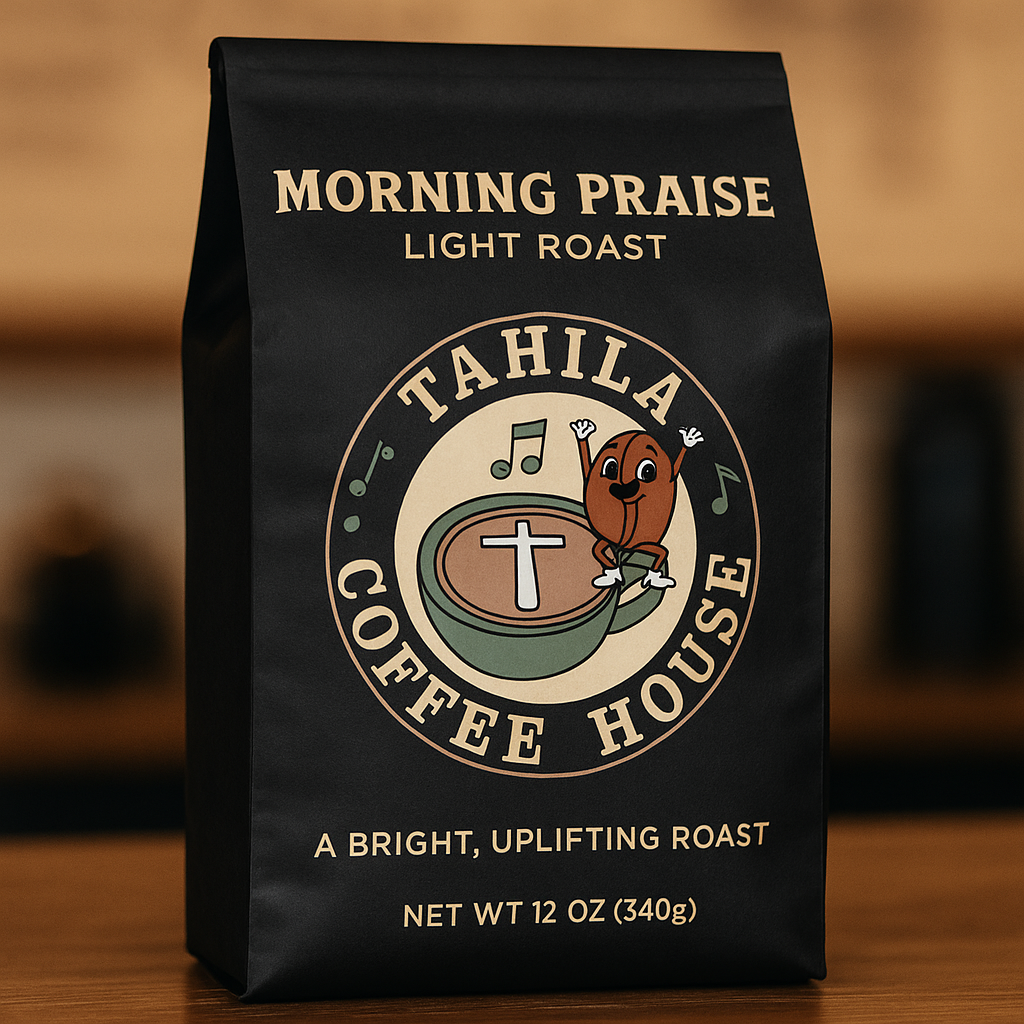 MORNING PRAISE
LIGHT ROAST
TAHILA
COFFEE HOUSE
A BRIGHT, UPLIFTING ROAST
NET WT 12 OZ (340g)